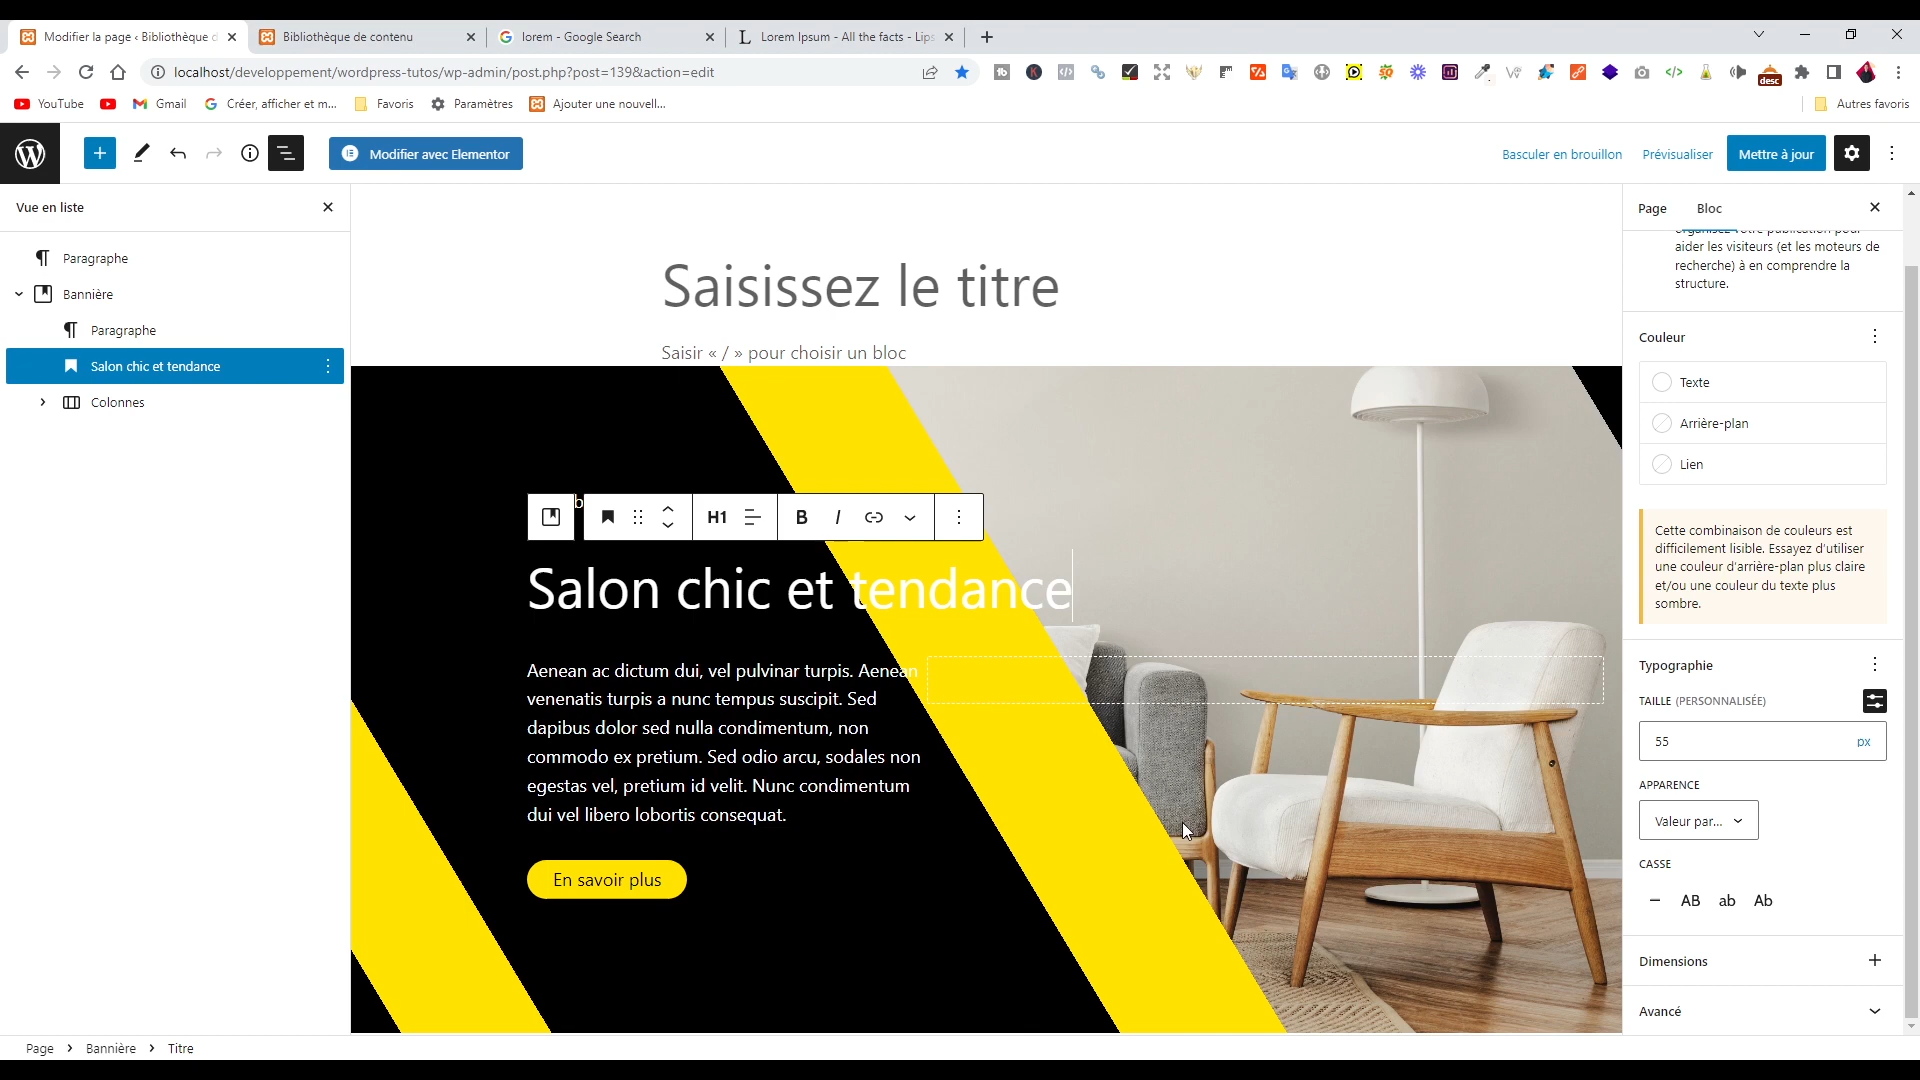 Modifier la page ‹ Bibliothèque d
Bibliothèque de contenu
lorem - Google Search
Lorem Ipsum - All the facts - Lips
localhost/developpement/wordpress-tutos/wp-admin/post.php?post=139&action=edit
desc
YouTube
Gmail
Créer, afficher et m...
Favoris
Paramètres
Ajouter une nouvell...
Autres favoris
Modifier avec Elementor
Basculer en brouillon
Prévisualiser
Mettre à jour
Vue en liste
Paragraphe
Bannière
Paragraphe
Salon chic et tendance
Colonnes
Saisissez le titre
Saisir « / » pour choisir un bloc
H1
B
I
Salon chic et tendance
Aenean ac dictum dui, vel pulvinar turpis. Aenean
venenatis turpis a nunc tempus suscipit. Sed
dapibus dolor sed nulla condimentum, non
commodo ex pretium. Sed odio arcu, sodales non
egestas vel, pretium id velit. Nunc condimentum
dui vel libero lobortis consequat.
En savoir plus
Page
Bloc
organisez votre publication pour
aider les visiteurs (et les moteurs de
recherche) à en comprendre la
structure.
Couleur
Texte
Arrière-plan
Lien
Cette combinaison de couleurs est
difficilement lisible. Essayez d'utiliser
une couleur d'arrière-plan plus claire
et/ou une couleur du texte plus
sombre.
Typographie
TAILLE (PERSONNALISÉE)
55 px
APPARENCE
Valeur par...
CASSE
– AB ab Ab
Dimensions
Avancé
Page › Bannière › Titre